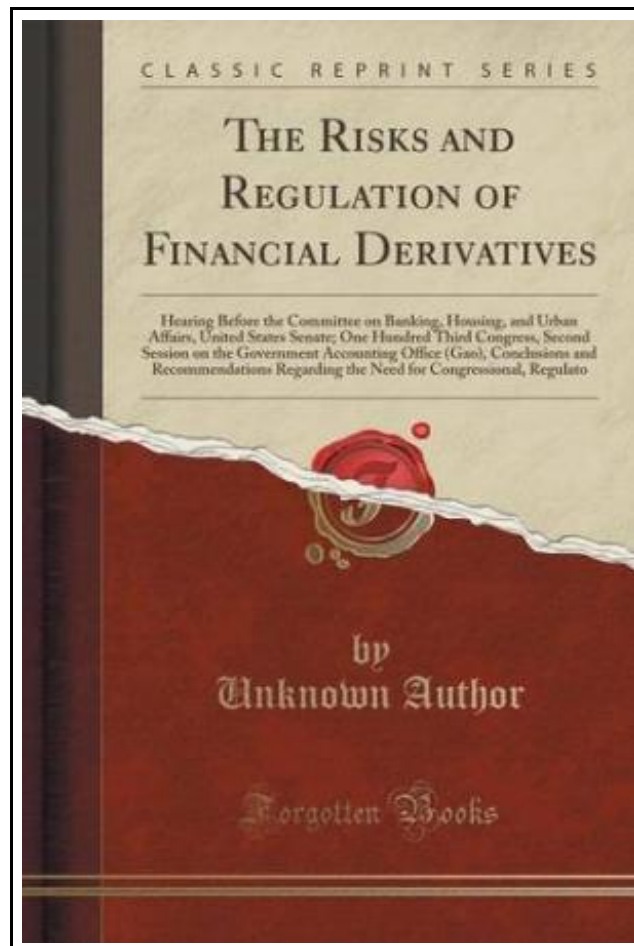 CLASSIC REPRINT SERIES
THE RISKS AND
REGULATION OF
FINANCIAL DERIVATIVES
Hearing Before the Committee on Banking, Housing, and Urban
Affairs, United States Senate; One Hundred Third Congress, Second
Session on the Government Accounting Office (Gao), Conclusions and
Recommendations Regarding the Need for Congressional, Regulato
by
Unknown Author
Forgotten Books